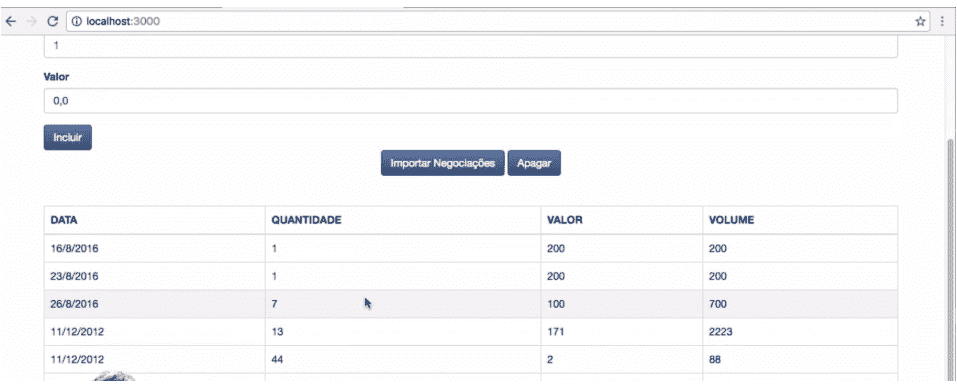 localhost:3000
1
Valor
0,0
Incluir
Importar Negociações Apagar
DATA QUANTIDADE VALOR VOLUME
16/8/2016 1 200 200
23/8/2016 1 200 200
26/8/2016 7 100 700
11/12/2012 13 171 2223
11/12/2012 44 2 88